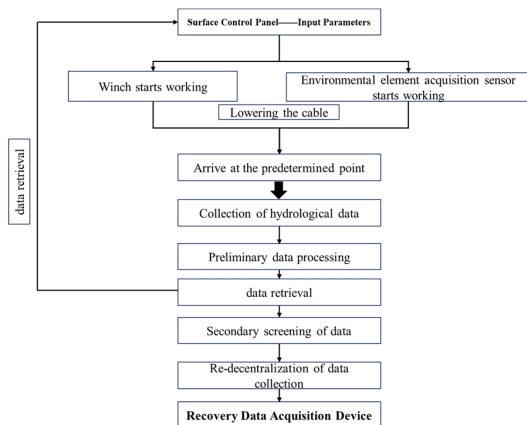 Surface Control Panel——Input Parameters
Winch starts working
Environmental element acquisition sensor
starts working
Lowering the cable
data retrieval
Arrive at the predetermined point
Collection of hydrological data
Preliminary data processing
data retrieval
Secondary screening of data
Re-decentralization of data
collection
Recovery Data Acquisition Device